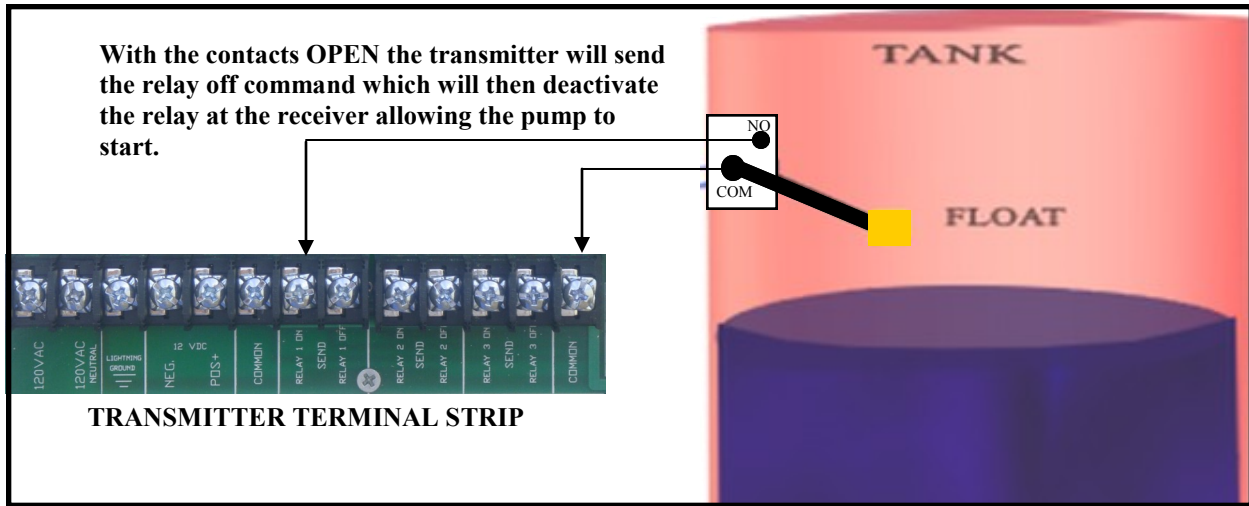 With the contacts OPEN the transmitter will send
the relay off command which will then deactivate
the relay at the receiver allowing the pump to
start.
TANK
NO
COM
FLOAT
120VAC
120VAC
NEUTRAL
LIGHTNING
GROUND
12 VDC
NEG.
POS+
COMMON
RELAY 1 ON
SEND
RELAY 1 OFF
RELAY 2 ON
SEND
RELAY 2 OFF
RELAY 3 ON
SEND
RELAY 3 OFF
COMMON
TRANSMITTER TERMINAL STRIP